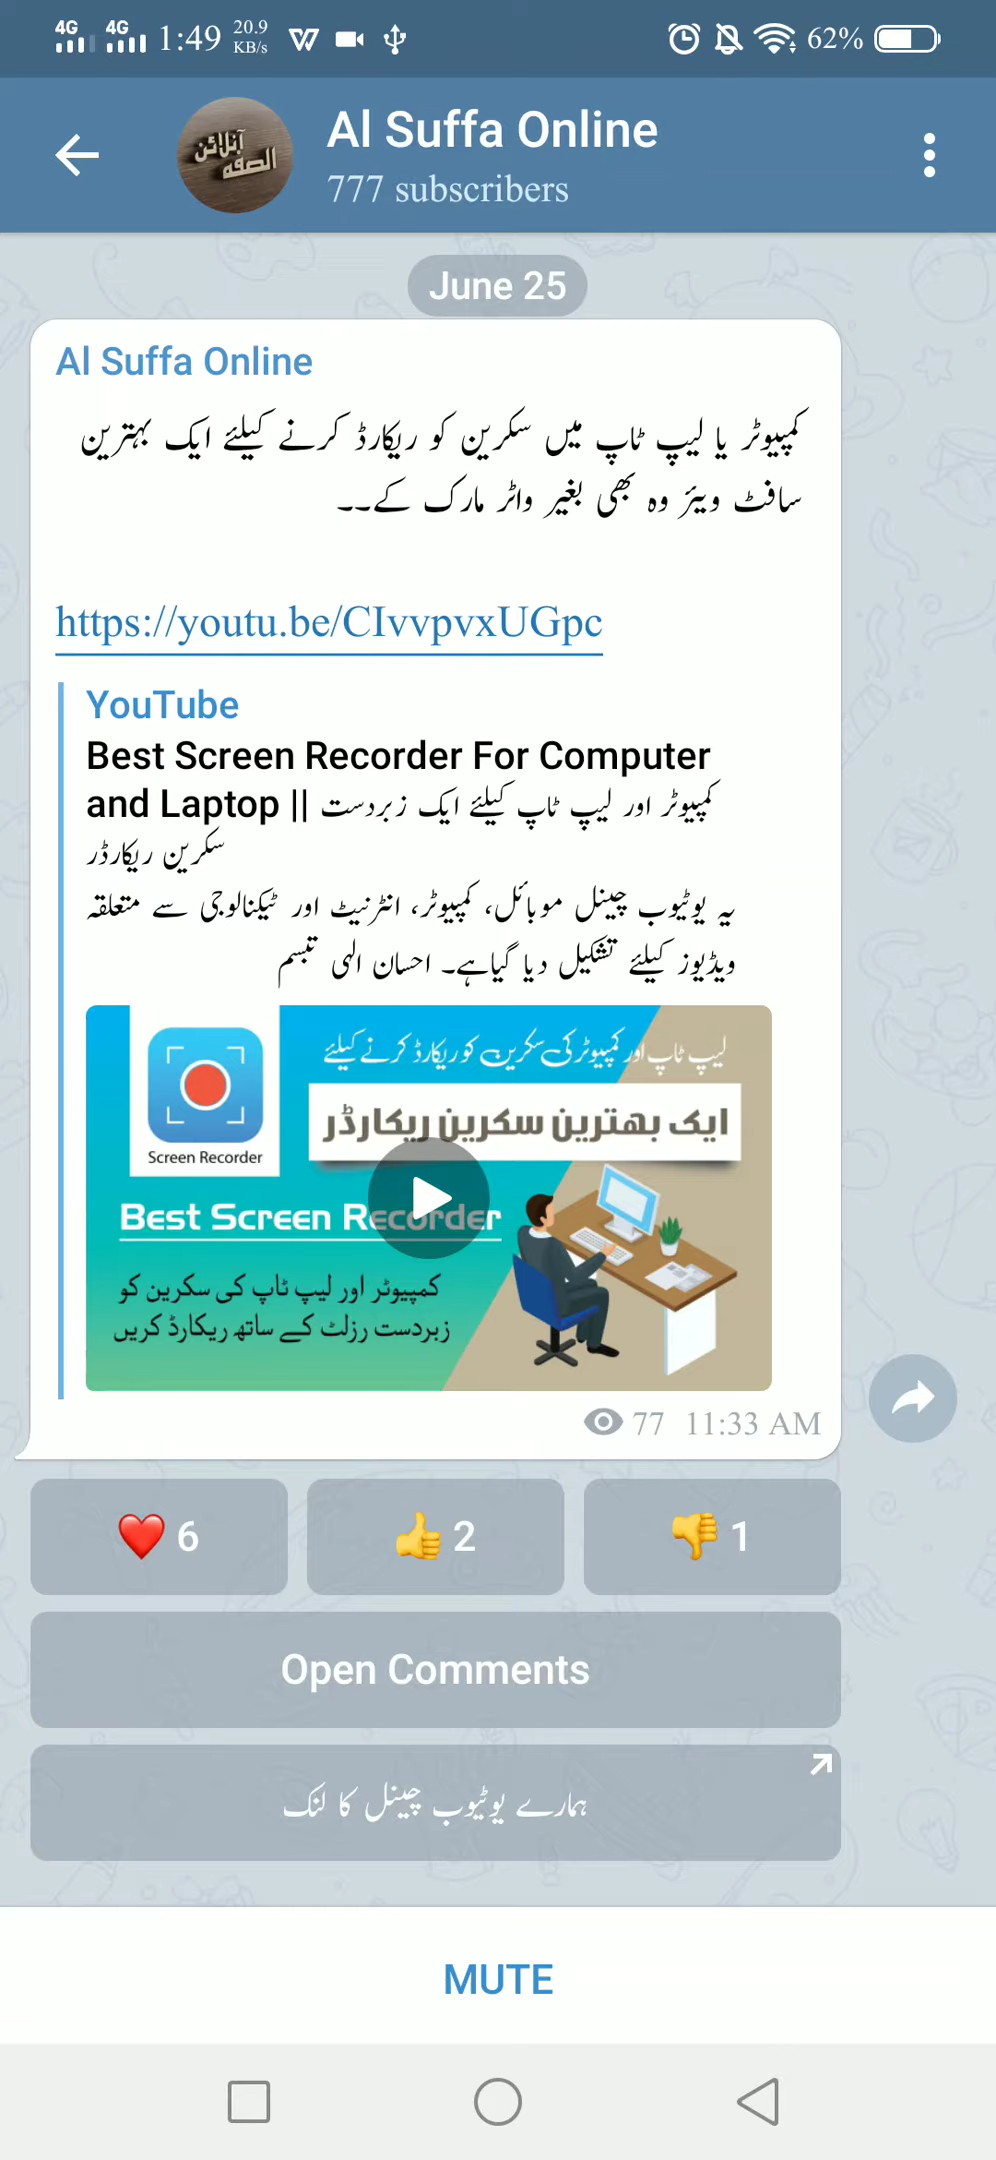 4G 4G 1:49 20.9 KB/s 62%
آنلائن
الصفہ
Al Suffa Online
777 subscribers
June 25
Al Suffa Online
کمپیوٹر یا لیپ ٹاپ میں سکرین کو ریکارڈ کرنے کیلئے ایک بہترین
سافٹ ویئر وہ بھی بغیر واٹر مارک کے۔۔
https://youtu.be/CIvvpvxUGpc
YouTube
Best Screen Recorder For Computer
and Laptop || کمپیوٹر اور لیپ ٹاپ کیلئے ایک زبردست
سکرین ریکارڈر
یہ یوٹیوب چینل موبائل، کمپیوٹر، انٹرنیٹ اور ٹیکنالوجی سے متعلقہ
ویڈیوز کیلئے تشکیل دیا گیاہے۔ احسان الہی تبسم
لیپ ٹاپ اور کمپیوٹر کی سکرین کو ریکارڈ کرنے کیلئے
ایک بہترین سکرین ریکارڈر
Screen Recorder
Best Screen Recorder
کمپیوٹر اور لیپ ٹاپ کی سکرین کو
زبردست رزلٹ کے ساتھ ریکارڈ کریں
77 11:33 AM
❤️ 6 👍 2 👎 1
Open Comments
ہمارے یوٹیوب چینل کا لنک
MUTE